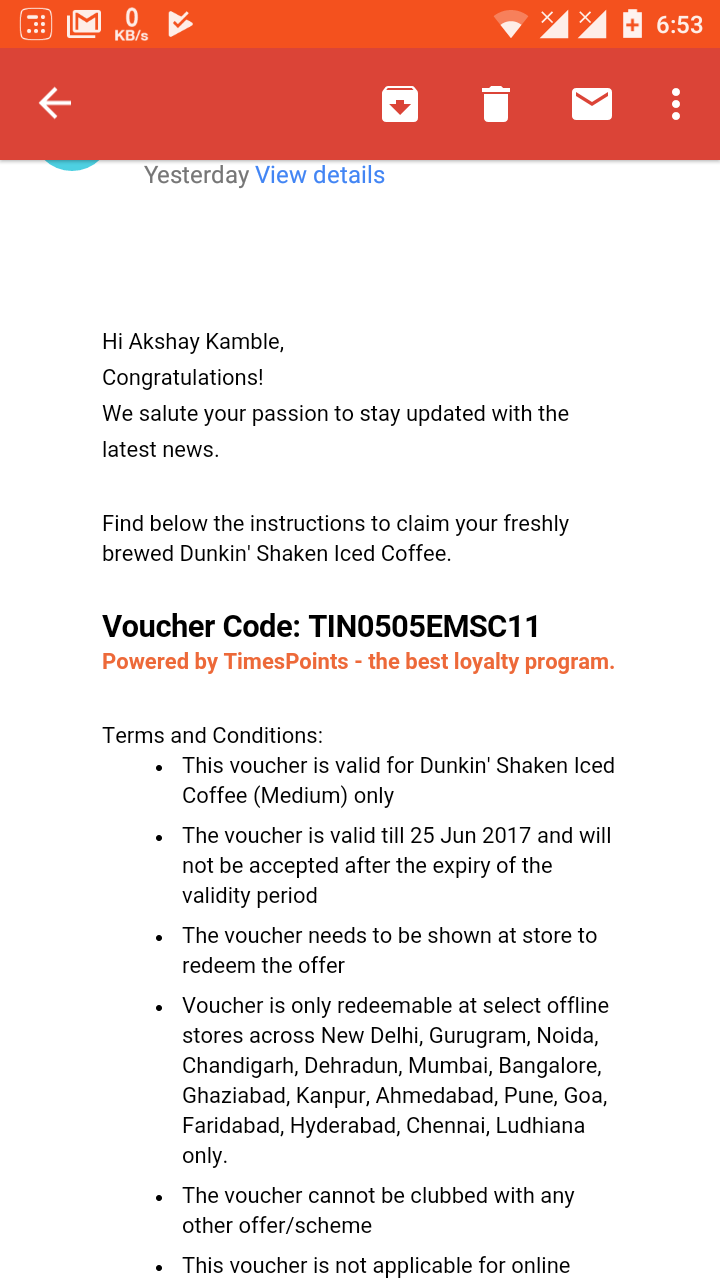 0
KB/s
6:53
Yesterday View details
Hi Akshay Kamble,
Congratulations!
We salute your passion to stay updated with the
latest news.
Find below the instructions to claim your freshly
brewed Dunkin' Shaken Iced Coffee.
Voucher Code: TIN0505EMSC11
Powered by TimesPoints - the best loyalty program.
Terms and Conditions:
• This voucher is valid for Dunkin' Shaken Iced
Coffee (Medium) only
• The voucher is valid till 25 Jun 2017 and will
not be accepted after the expiry of the
validity period
• The voucher needs to be shown at store to
redeem the offer
• Voucher is only redeemable at select offline
stores across New Delhi, Gurugram, Noida,
Chandigarh, Dehradun, Mumbai, Bangalore,
Ghaziabad, Kanpur, Ahmedabad, Pune, Goa,
Faridabad, Hyderabad, Chennai, Ludhiana
only.
• The voucher cannot be clubbed with any
other offer/scheme
• This voucher is not applicable for online